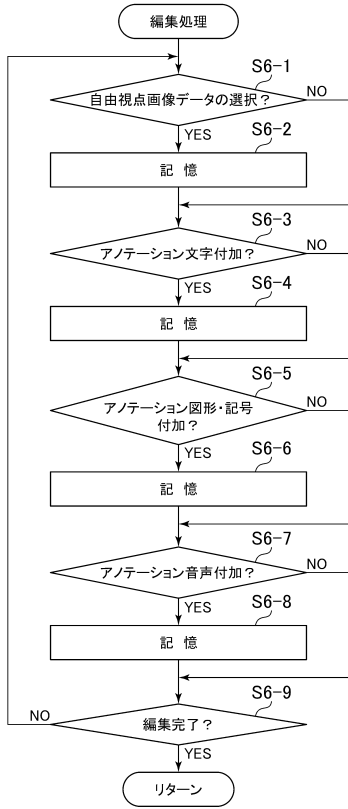 編集処理
S6-1
自由視点画像データの選択？
NO
YES
S6-2
記 憶
S6-3
アノテーション文字付加？
NO
YES
S6-4
記 憶
S6-5
アノテーション図形・記号
付加？
NO
YES
S6-6
記 憶
S6-7
アノテーション音声付加？
NO
YES
S6-8
記 憶
S6-9
編集完了？
NO
YES
リターン